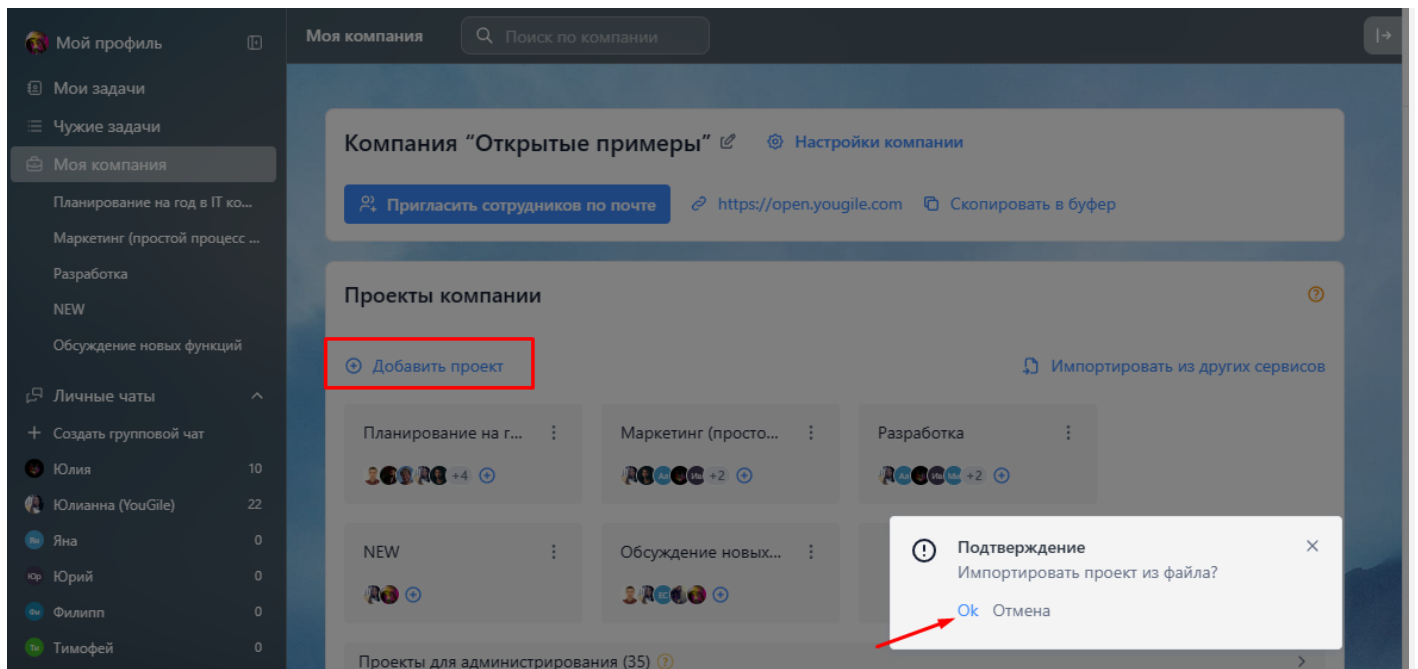 Мой профиль
Мои задачи
Чужие задачи
Моя компания
Планирование на год в IT ко...
Маркетинг (простой процесс ...
Разработка
NEW
Обсуждение новых функций
Личные чаты
Создать групповой чат
Юлия 10
Юлианна (YouGile) 22
Яна 0
Юрий 0
Филипп 0
Тимофей 0
Моя компания
Поиск по компании
Компания “Открытые примеры”
Настройки компании
Пригласить сотрудников по почте
https://open.yougile.com
Скопировать в буфер
Проекты компании
Добавить проект
Импортировать из других сервисов
Планирование на г...
+4
Маркетинг (просто...
+2
Разработка
+2
NEW
Обсуждение новых...
Проекты для администрирования (35)
Подтверждение
Импортировать проект из файла?
Ok Отмена